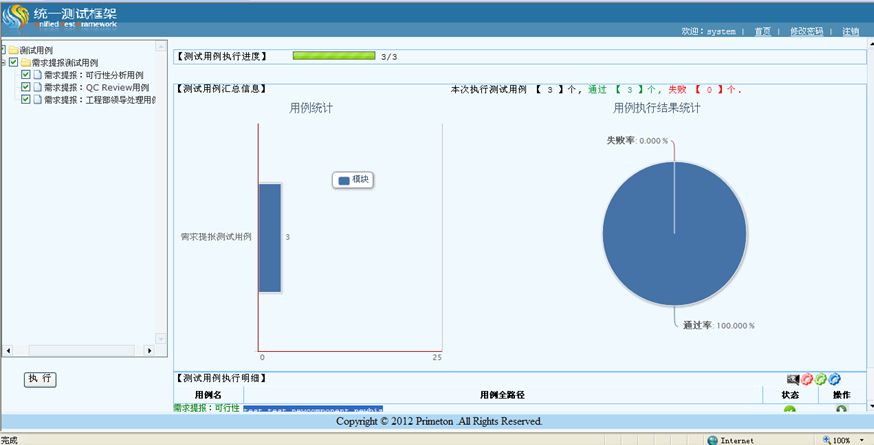 统一测试框架
Unified Test Framework
欢迎：system | 首页 | 修改密码 | 注销
测试用例
需求提报测试用例
需求提报：可行性分析用例
需求提报：QC Review用例
需求提报：工程部领导处理用
执 行
【测试用例执行进度】 3/3
【测试用例汇总信息】 本次执行测试用例 【 3 】个，通过 【 3 】个，失败 【 0 】个．
用例统计
模块
需求提报测试用例
3
0 25
用例执行结果统计
失败率: 0.000 %
通过率: 100.000 %
【测试用例执行明细】
用例名 用例全路径 状态 操作
需求提报：可行性 test.test.newcomponent.newbiz
Copyright © 2012 Primeton .All Rights Reserved.
完成 Internet 100%